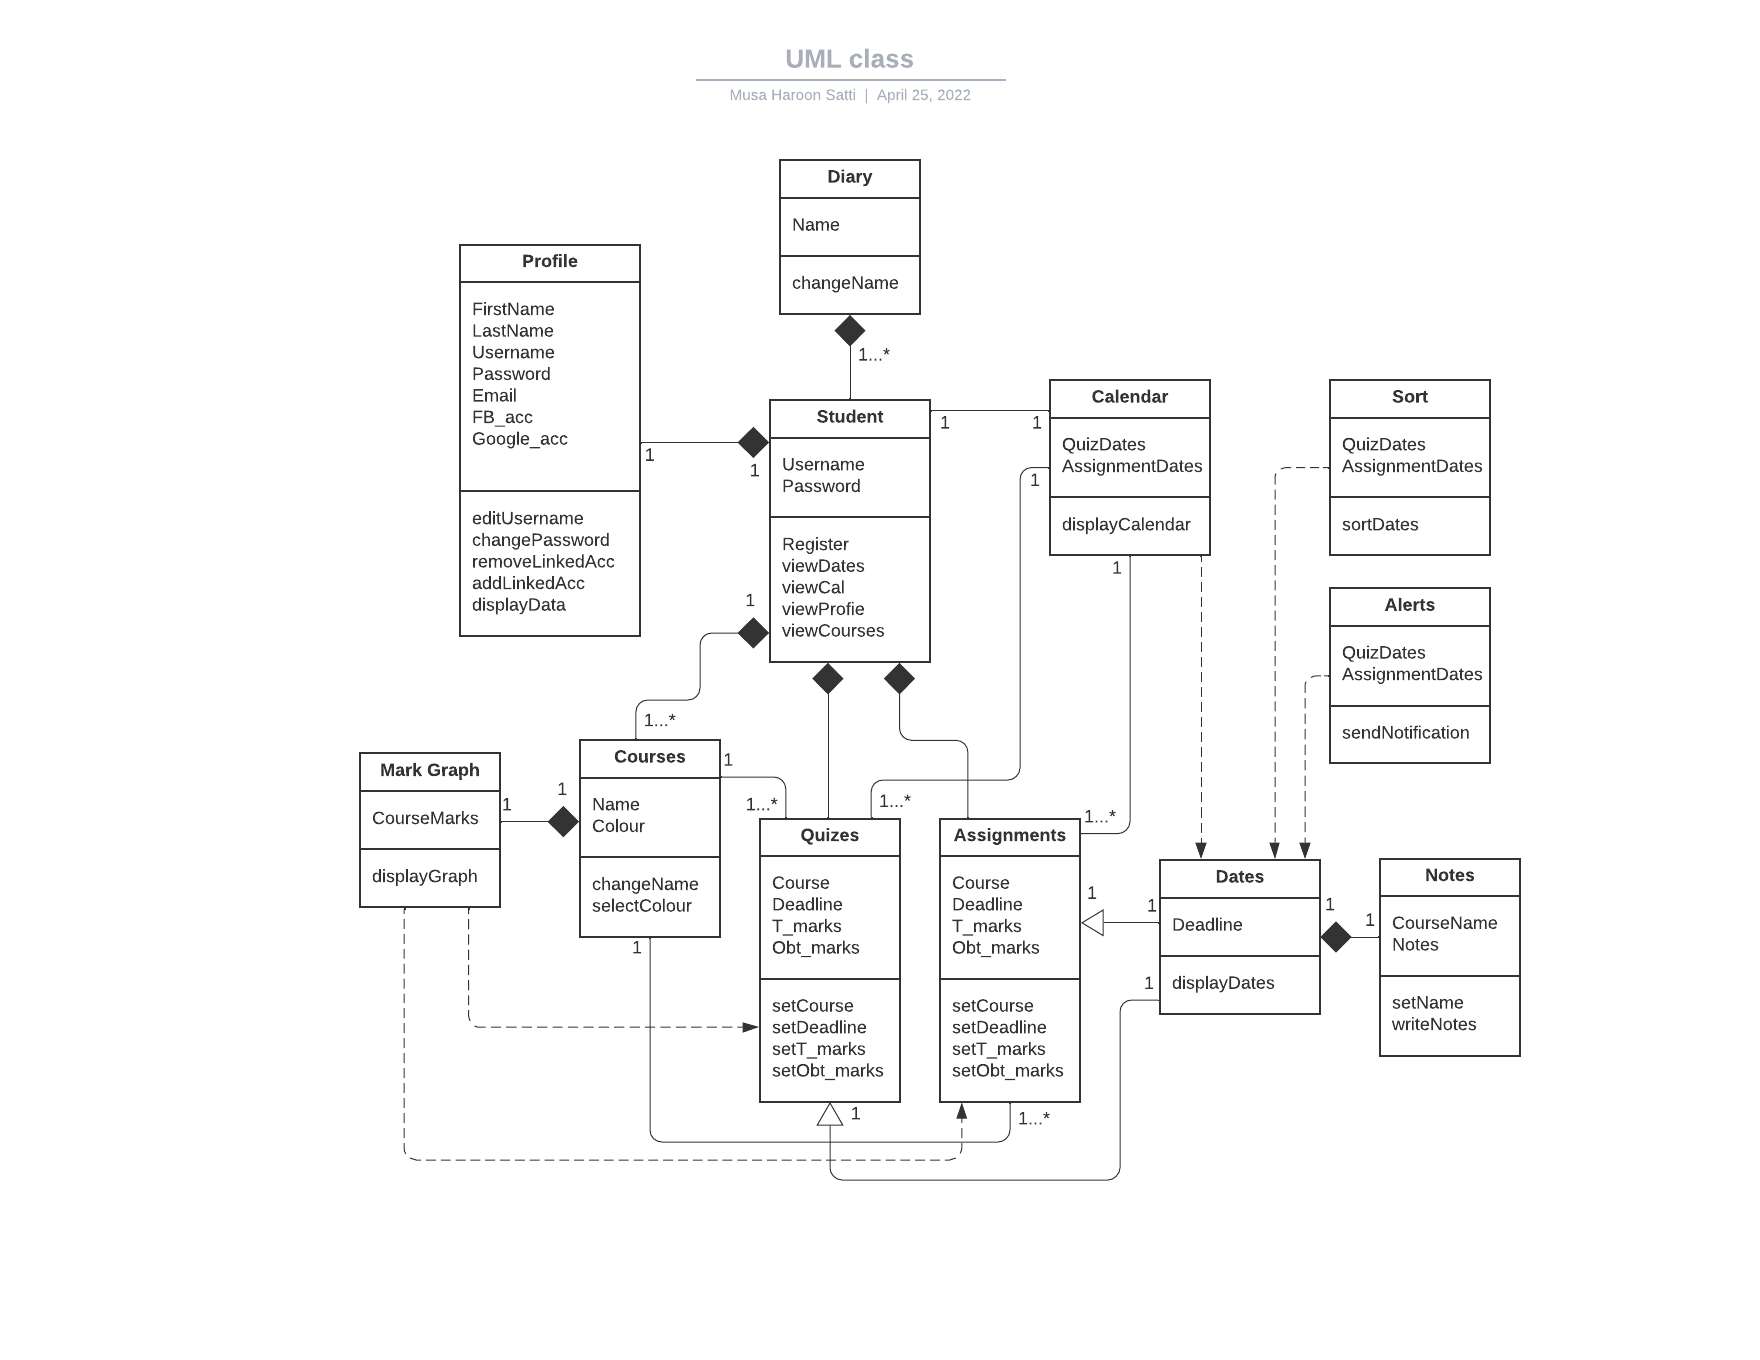 UML class
Musa Haroon Satti | April 25, 2022
Diary
Name
changeName
1...*
Profile
FirstName
LastName
Username
Password
Email
FB_acc
Google_acc
editUsername
changePassword
removeLinkedAcc
addLinkedAcc
displayData
1
1
Student
Username
Password
Register
viewDates
viewCal
viewProfie
viewCourses
1
1
1
1
1...*
Calendar
QuizDates
AssignmentDates
displayCalendar
1
Sort
QuizDates
AssignmentDates
sortDates
Alerts
QuizDates
AssignmentDates
sendNotification
Mark Graph
CourseMarks
displayGraph
1
1
Courses
Name
Colour
changeName
selectColour
1
1
1...*
1...*
Quizes
Course
Deadline
T_marks
Obt_marks
setCourse
setDeadline
setT_marks
setObt_marks
1
1...*
Assignments
Course
Deadline
T_marks
Obt_marks
setCourse
setDeadline
setT_marks
setObt_marks
1...*
1
1
1
Dates
Deadline
displayDates
1
1
Notes
CourseName
Notes
setName
writeNotes